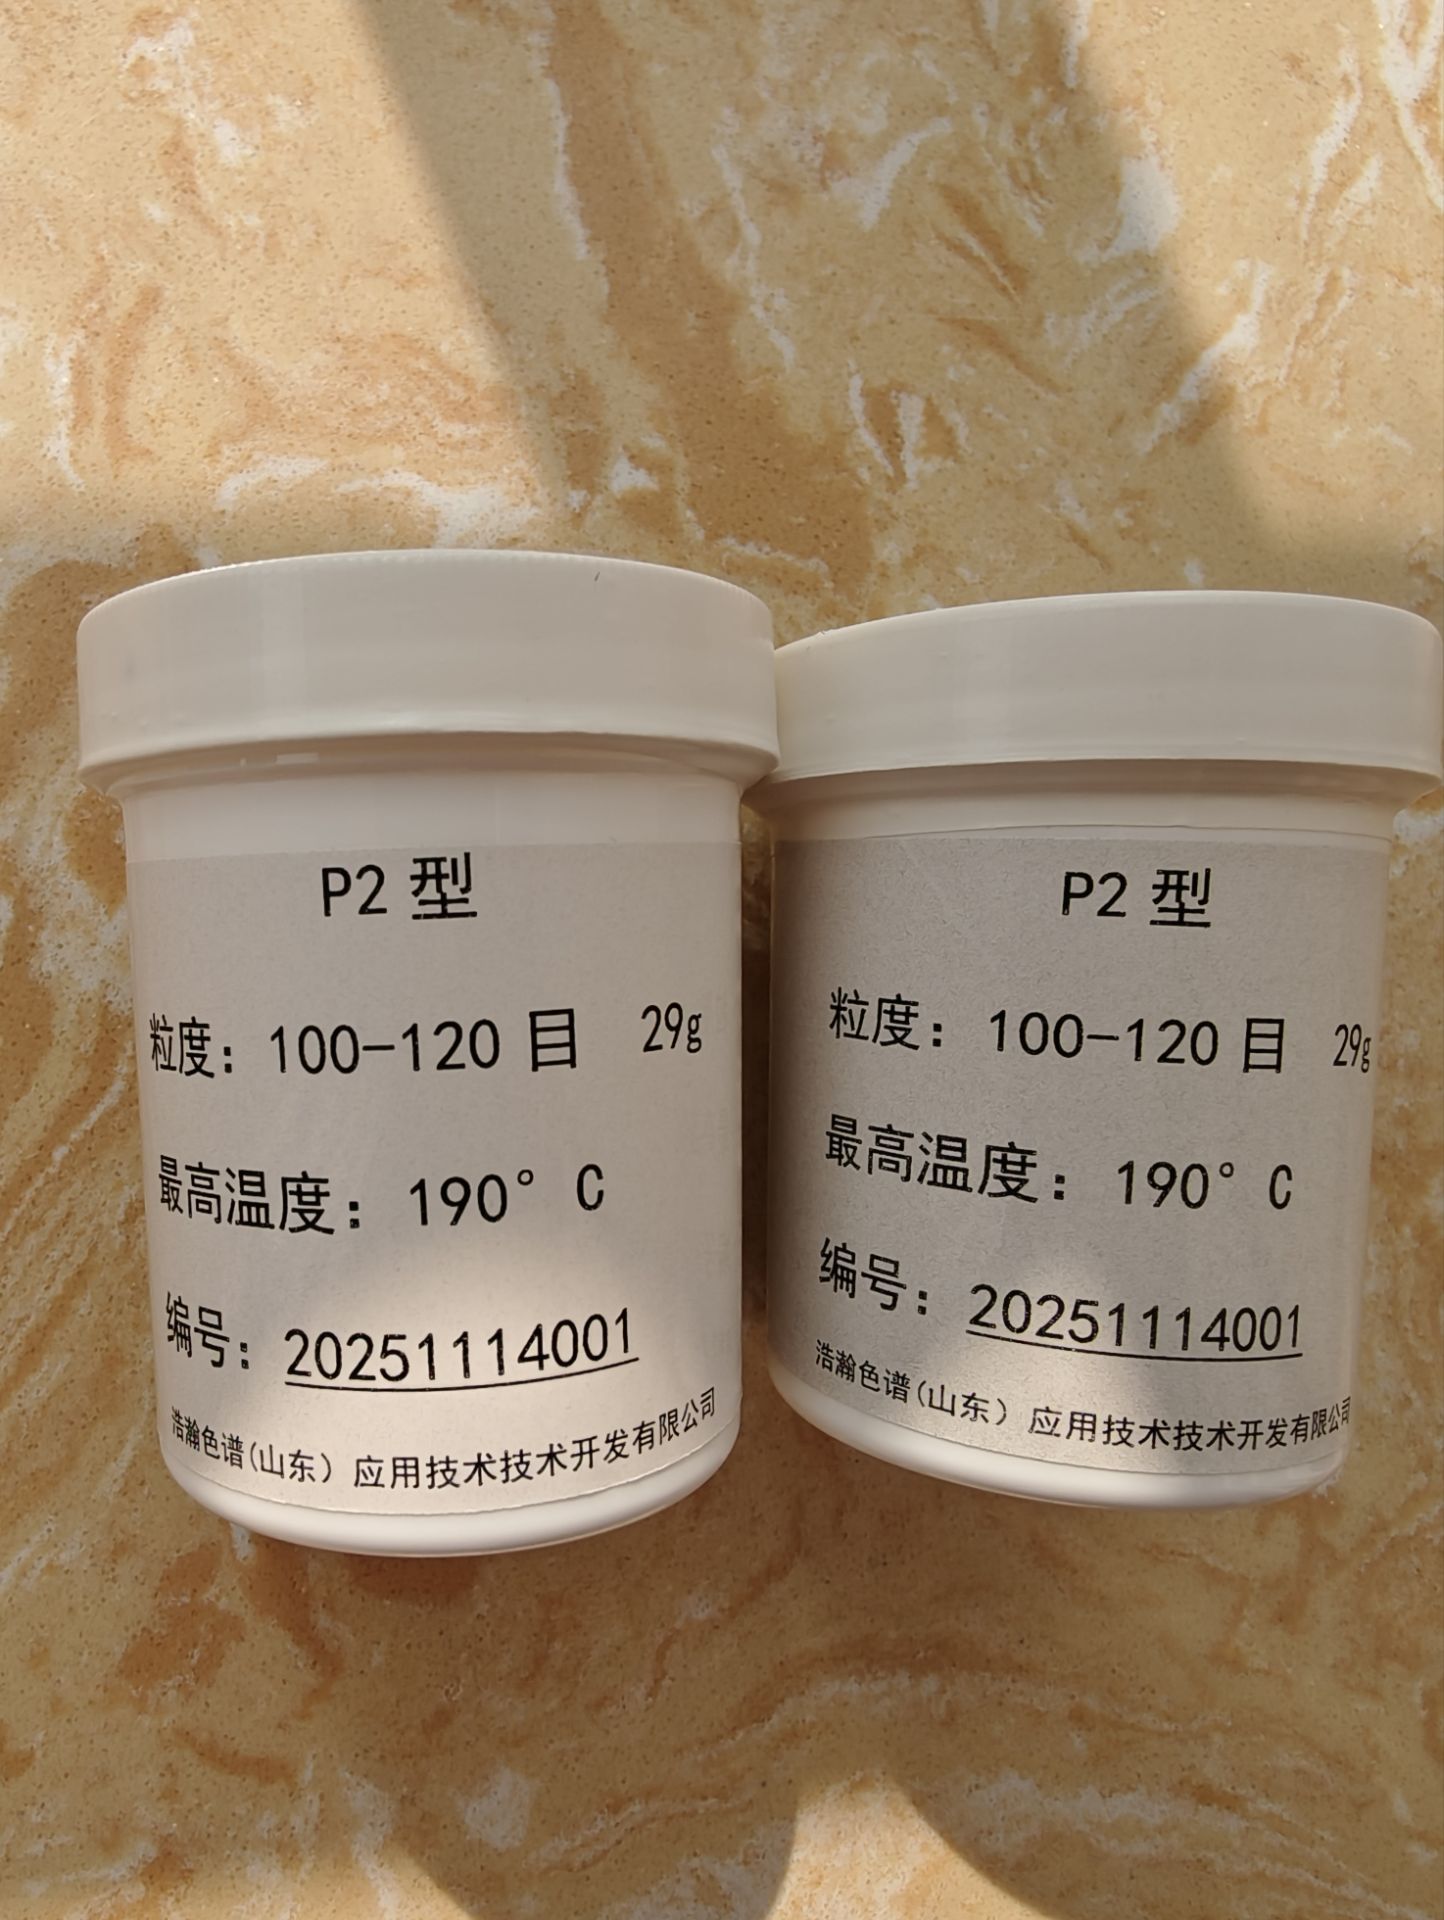 P2 型
粒度: 100-120 目 29g
最高温度: 190° C
编号: 20251114001
浩瀚色谱(山东）应用技术技术开发有限公司
P2 型
粒度: 100-120 目 29g
最高温度: 190° C
编号: 20251114001
浩瀚色谱(山东）应用技术技术开发有限公司